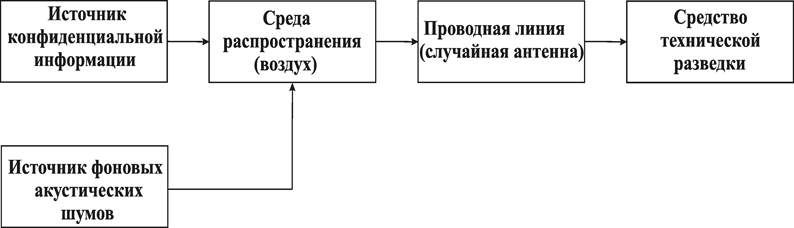 Источник
конфиденциальной
информации
Среда
распространения
(воздух)
Проводная линия
(случайная антенна)
Средство
технической
разведки
Источник фоновых
акустических
шумов